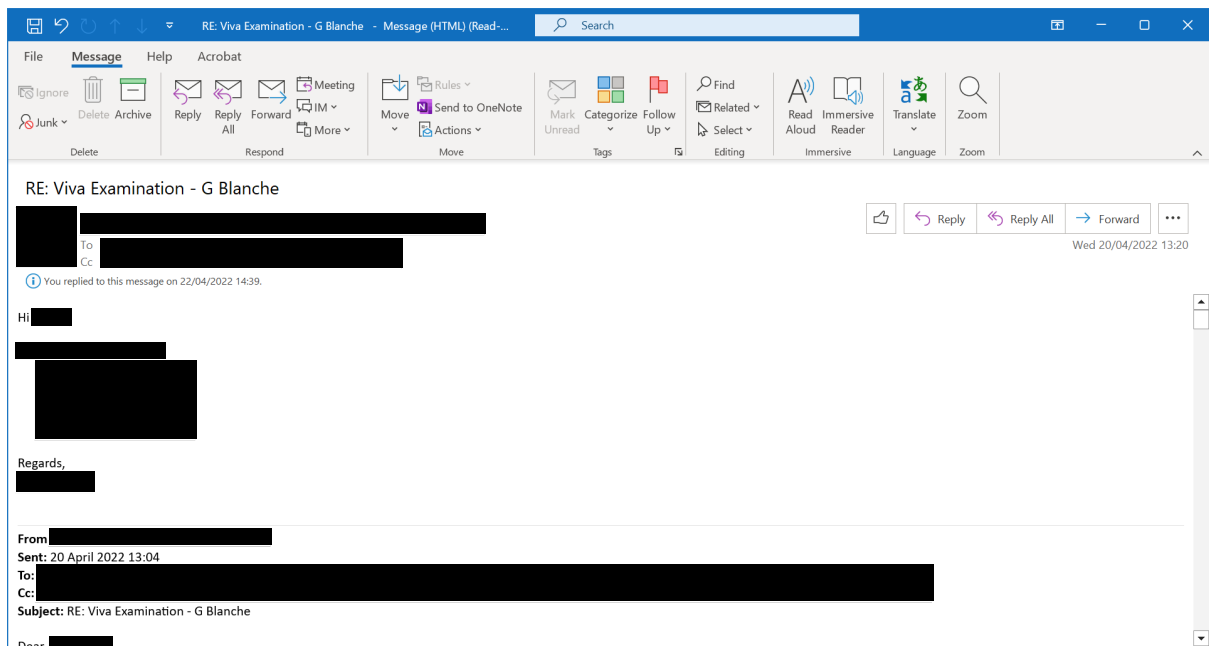 RE: Viva Examination - G Blanche - Message (HTML) (Read-...
Search
File Message Help Acrobat
Ignore
Junk
Delete
Archive
Reply
Reply All
Forward
Meeting
IM
More
Move
Rules
Send to OneNote
Actions
Mark Unread
Categorize
Follow Up
Find
Related
Select
Read Aloud
Immersive Reader
Translate
Zoom
Delete Respond Move Tags Editing Immersive Language Zoom
RE: Viva Examination - G Blanche
Reply Reply All Forward
To
Cc
Wed 20/04/2022 13:20
You replied to this message on 22/04/2022 14:39.
Hi
Regards,
From
Sent: 20 April 2022 13:04
To:
Cc:
Subject: RE: Viva Examination - G Blanche
Dear